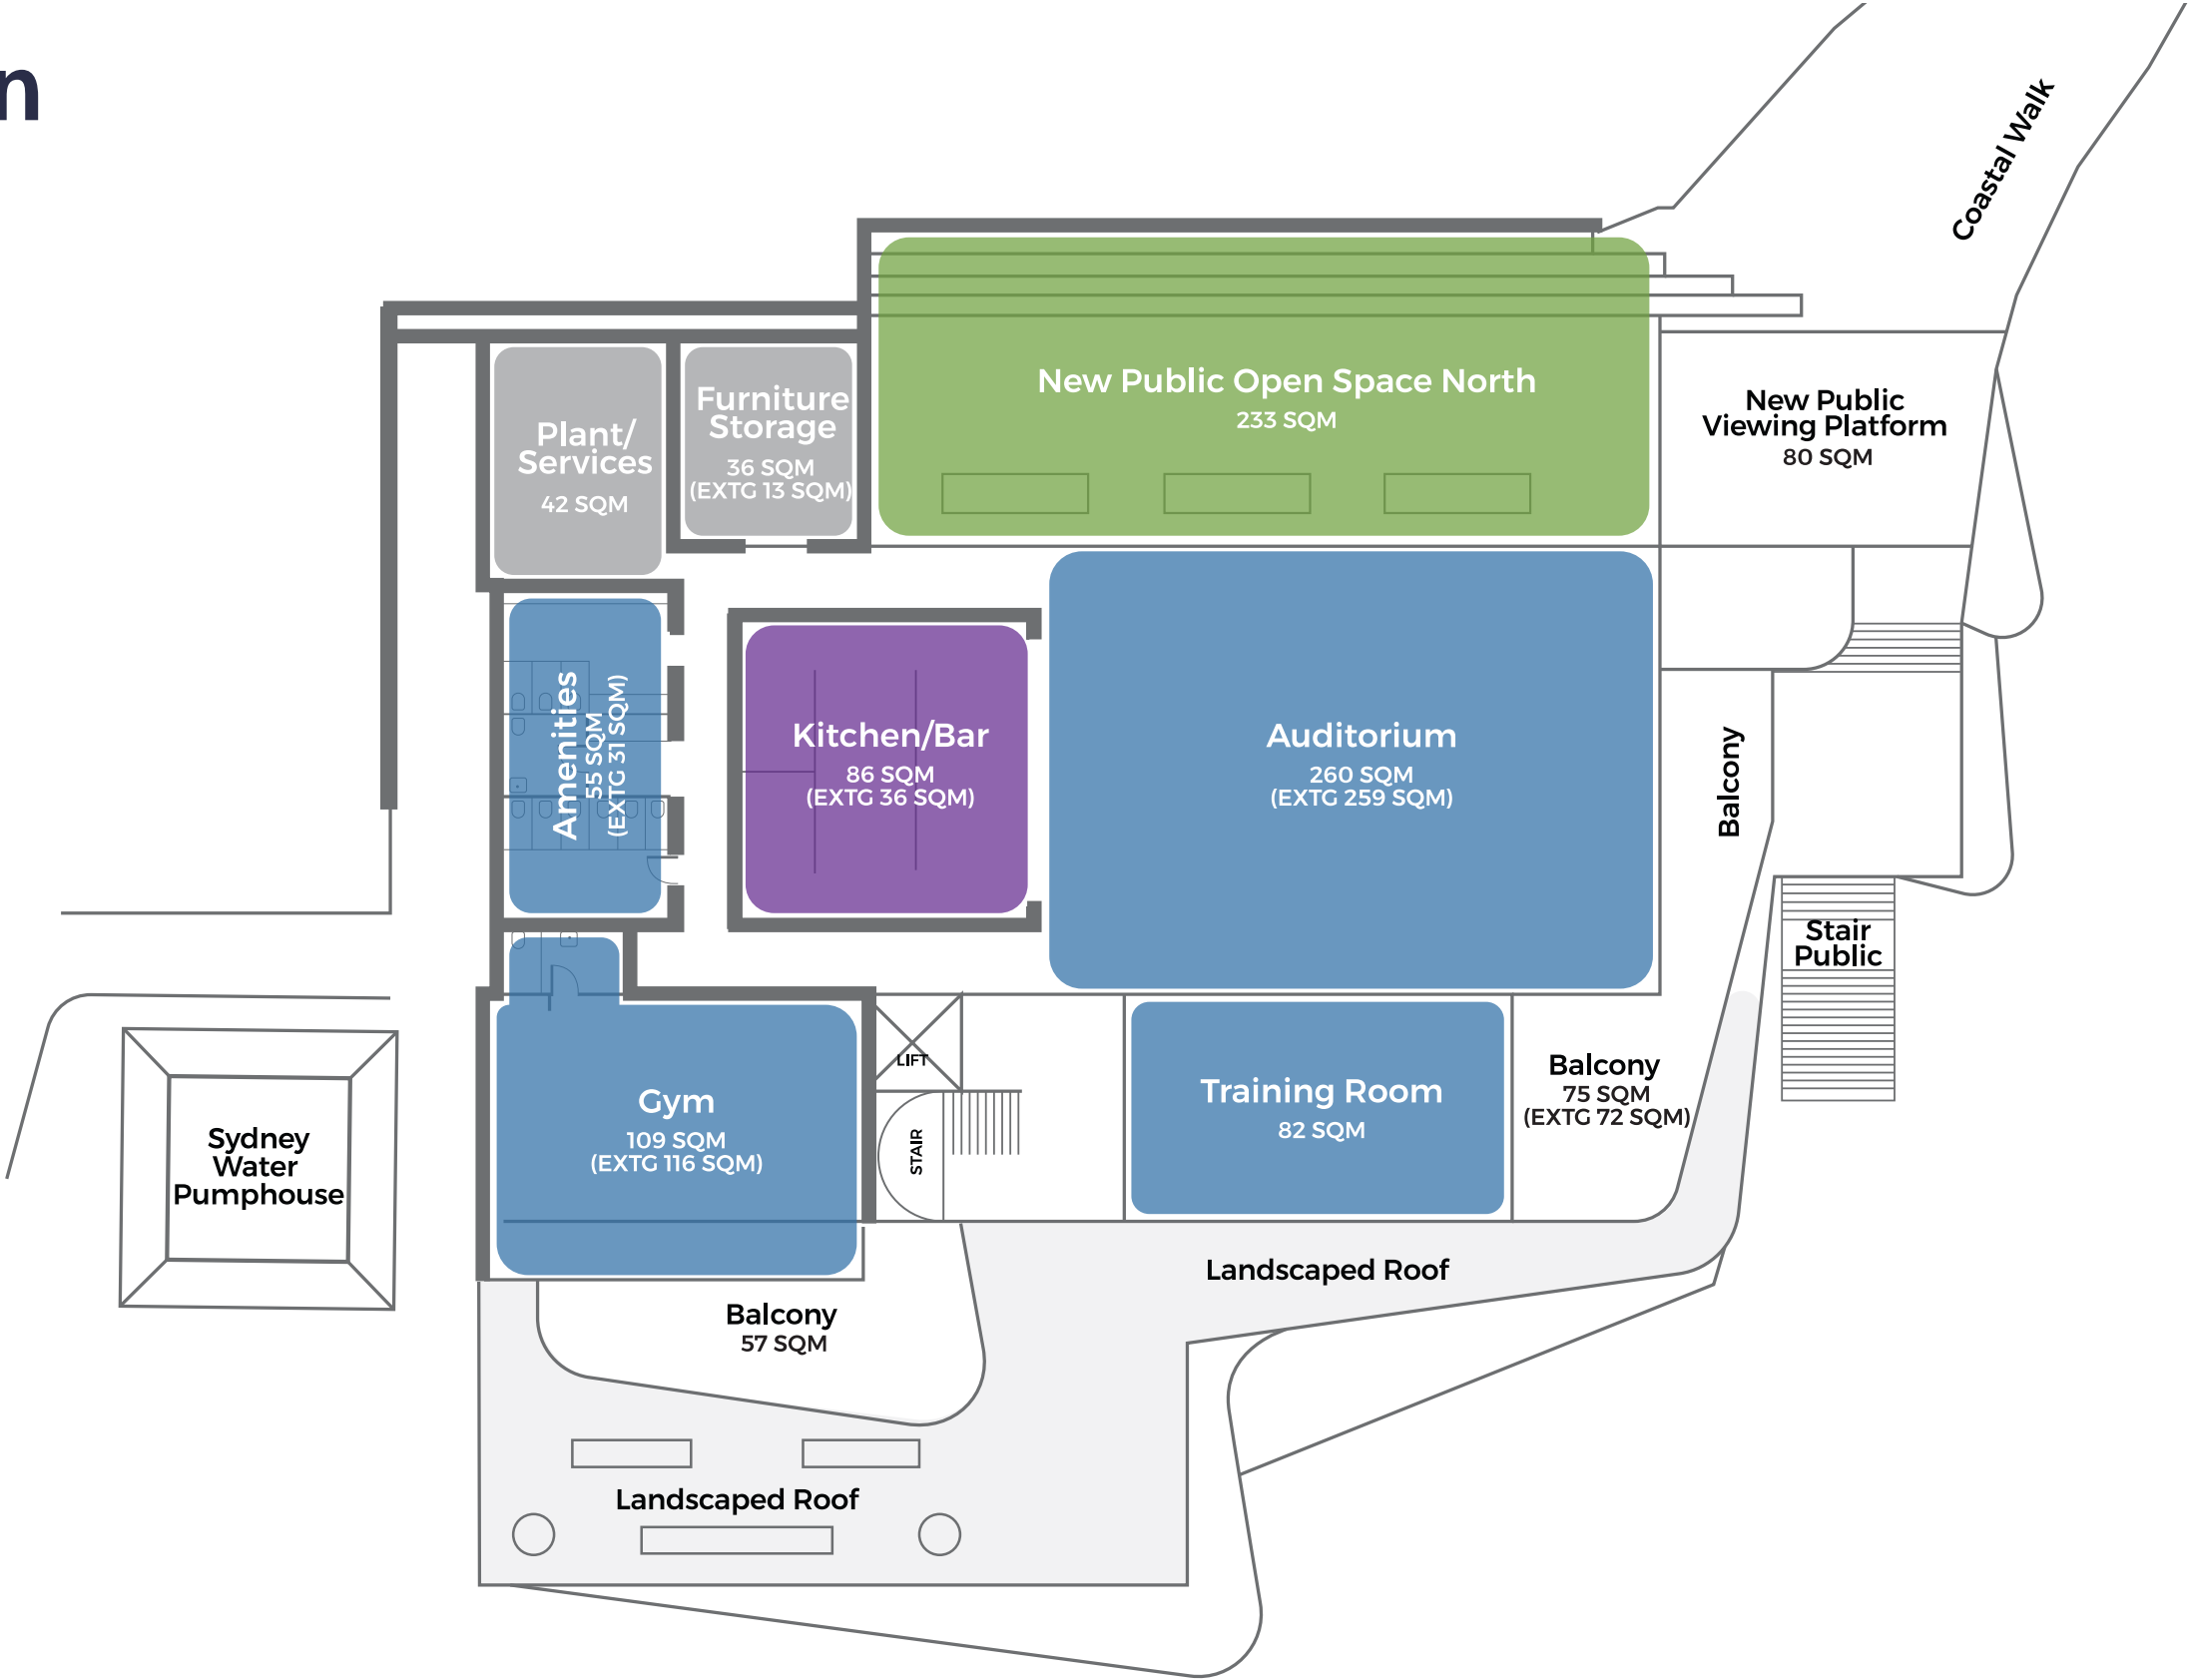 n
Coastal Walk
New Public Open Space North
233 SQM
New Public
Viewing Platform
80 SQM
Furniture
Storage
36 SQM
(EXTG 13 SQM)
Plant/
Services
42 SQM
Amenities
55 SQM
(EXTG 31 SQM)
Kitchen/Bar
86 SQM
(EXTG 36 SQM)
Auditorium
260 SQM
(EXTG 259 SQM)
Balcony
Stair
Public
LIFT
STAIR
Gym
109 SQM
(EXTG 116 SQM)
Training Room
82 SQM
Balcony
75 SQM
(EXTG 72 SQM)
Sydney
Water
Pumphouse
Landscaped Roof
Balcony
57 SQM
Landscaped Roof